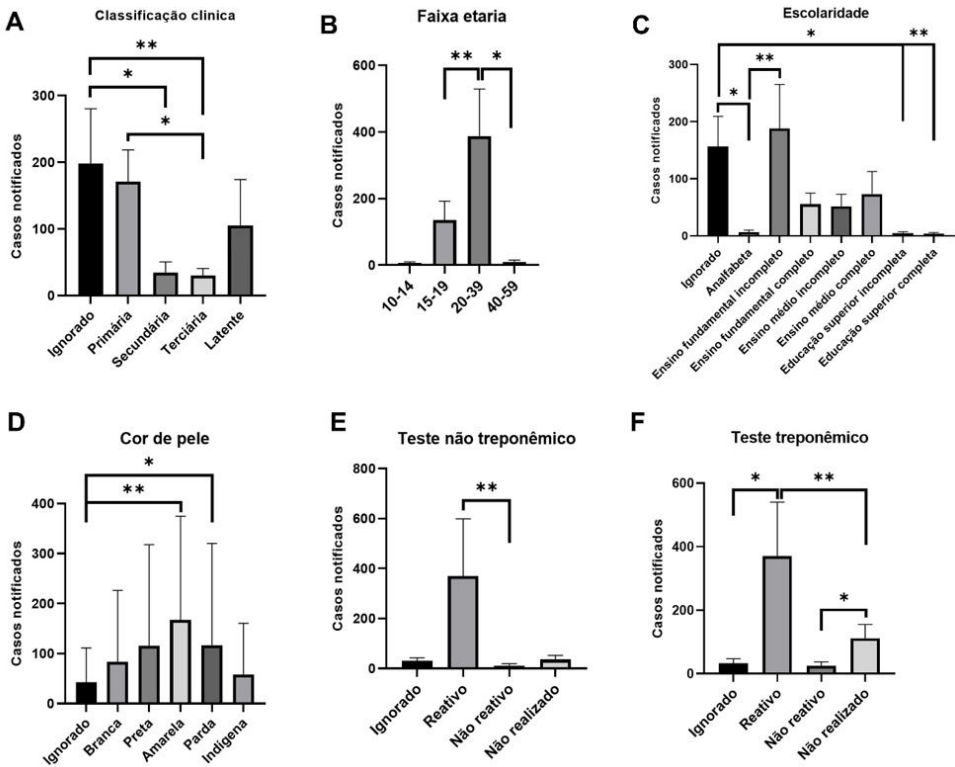 A
Classificação clinica
**
*
*
300
200
100
0
Casos notificados
Ignorado
Primária
Secundária
Terciária
Latente
B
Faixa etaria
**
*
600
400
200
0
Casos notificados
10-14
15-19
20-39
40-59
C
Escolaridade
*
**
**
*
300
200
150
100
50
0
Casos notificados
Ignorado
Analfabeta
Ensino fundamental incompleto
Ensino fundamental completo
Ensino médio incompleto
Ensino médio completo
Educação superior incompleta
Educação superior completa
D
Cor de pele
*
**
400
300
200
100
0
Casos notificados
Ignorado
Branca
Preta
Amarela
Parda
Indígena
E
Teste não treponêmico
**
800
600
400
200
0
Casos notificados
Ignorado
Reativo
Não reativo
Não realizado
F
Teste treponêmico
*
**
*
600
400
200
0
Casos notificados
Ignorado
Reativo
Não reativo
Não realizado